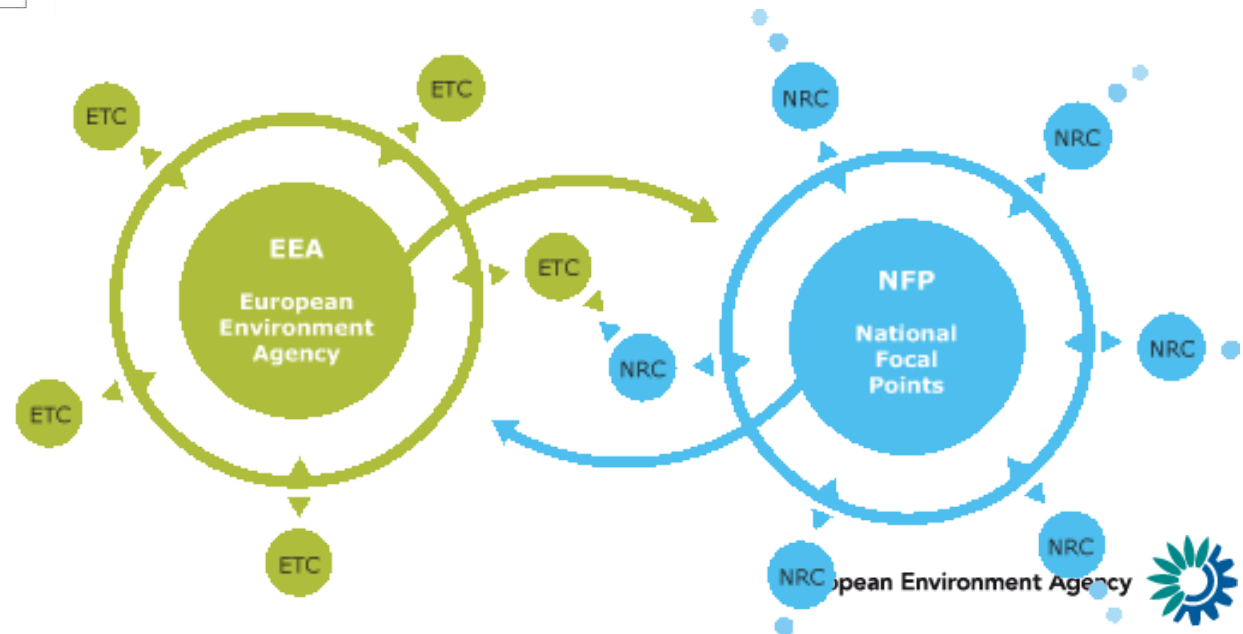 ETC
ETC
NRC
NRC
EEA
European
Environment
Agency
ETC
NFP
National
Focal
Points
NRC
NRC
ETC
ETC
NRC
NRC
opean Environment Agency